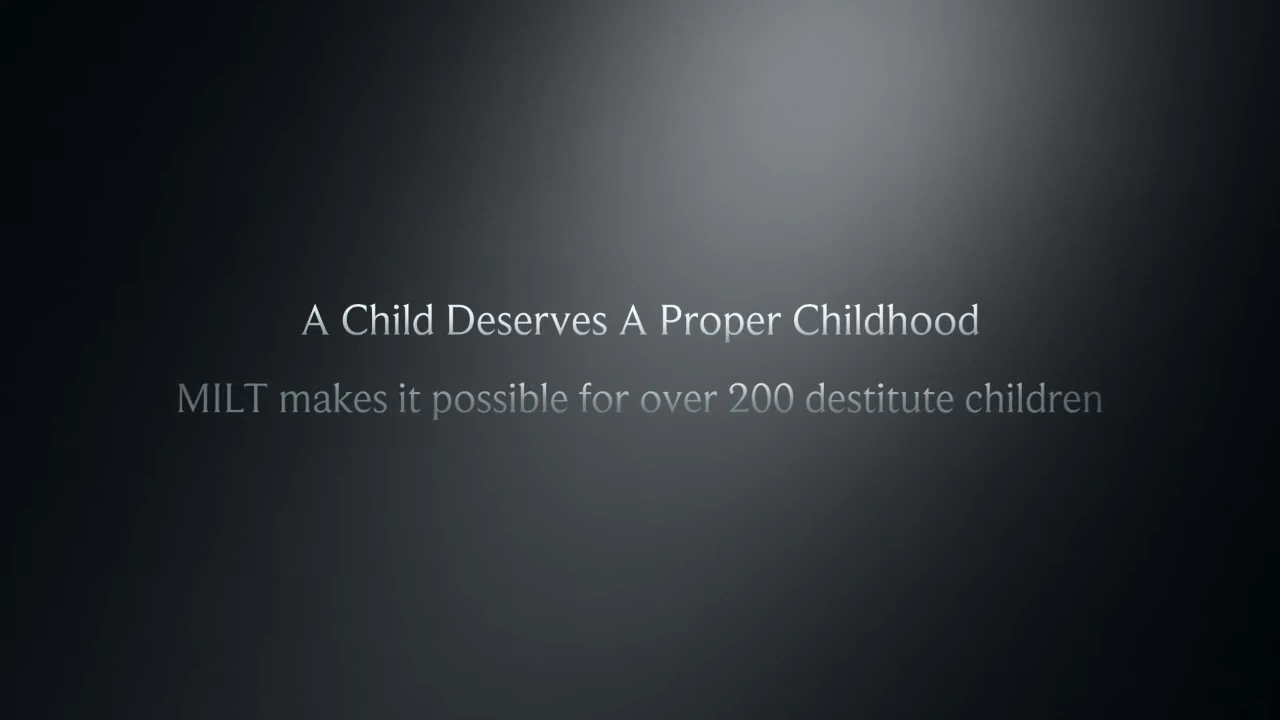 A Child Deserves A Proper Childhood
MILT makes it possible for over 200 destitute children